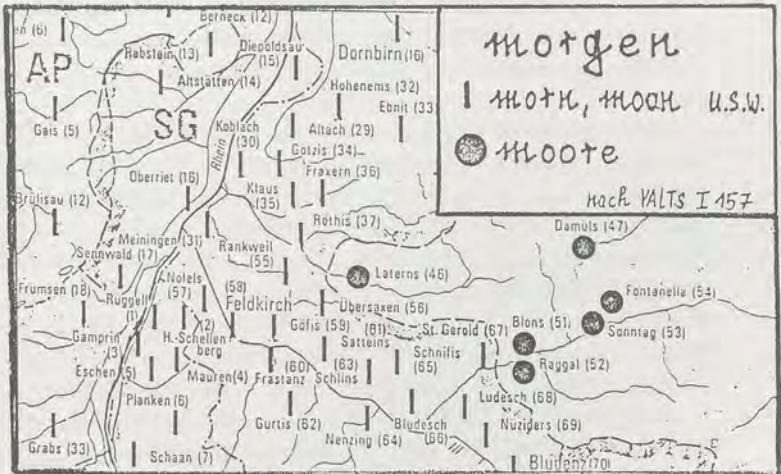 Berneck (12)
en (6)
Rebstein (13)
Diepoldsau (15)
Dornbirn (16)
AP
Altstätten (14)
Hohenems (32)
Ebnit (33
Gais (5)
SG
Koblach (30)
Altach (29)
Götzis (34)
Rhein
Fraxern (36)
Oberriet (16)
Klaus (35)
Brülisau (12)
Röthis (37)
Meiningen (31)
Rankweil (55)
Sennwald (17)
Laterns (46)
Damüls (47)
Frumsen (18)
Nofels (57)
(58)
Feldkirch
Übersaxen (56)
Fontanella (54)
Ruggell (1)
(2)
Göfis (59)
(61)
Satteins
St. Gerold (67)
Blons (51)
Sonntag (53)
Gamprin (3)
H.-Schellenberg
(63)
Schnifis (65)
Raggal (52)
Eschen (5)
Mauren (4)
(60)
Frastanz
Schlins
Planken (6)
Ludesch (68)
Gurtis (62)
Bludesch (66)
Nüziders (69)
Grabs (33)
Schaan (7)
Nenzing (64)
Bludenz (70)
morgen
morn, moan u.s.w.
moore
nach VALTS I 157